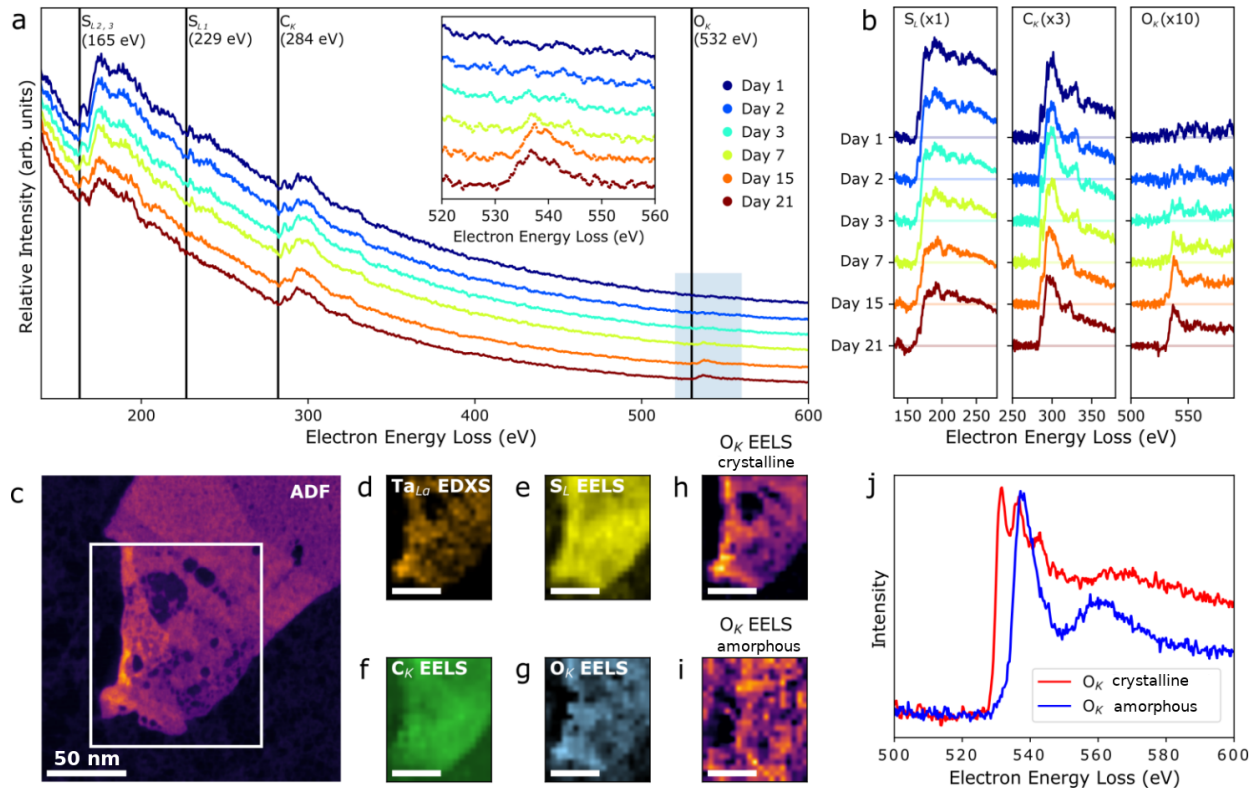 a
S_{L2,3}
(165 eV)
S_{L1}
(229 eV)
C_K
(284 eV)
O_K
(532 eV)
Relative Intensity (arb. units)
Day 1
Day 2
Day 3
Day 7
Day 15
Day 21
520 530 540 550 560
Electron Energy Loss (eV)
200 300 400 500 600
Electron Energy Loss (eV)
b
S_L(x1)
C_K(x3)
O_K(x10)
Day 1
Day 2
Day 3
Day 7
Day 15
Day 21
150 200 250
250 300 350
500 550
Electron Energy Loss (eV)
c
ADF
50 nm
d
Ta_{La} EDXS
e
S_L EELS
f
C_K EELS
g
O_K EELS
O_K EELS
crystalline
h
O_K EELS
amorphous
i
j
Intensity
O_K crystalline
O_K amorphous
500 520 540 560 580 600
Electron Energy Loss (eV)